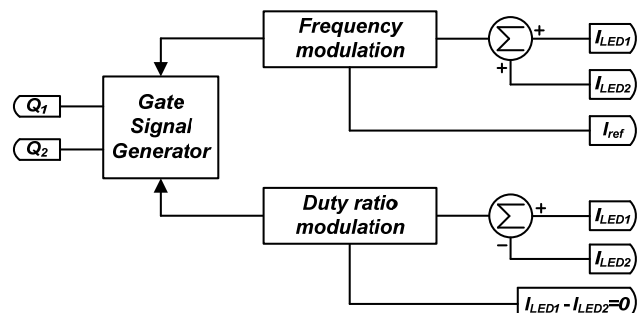 Frequency
modulation
Σ
+
+
I_LED1
I_LED2
I_ref
Q_1
Q_2
Gate
Signal
Generator
Duty ratio
modulation
Σ
+
−
I_LED1
I_LED2
I_LED1 - I_LED2=0